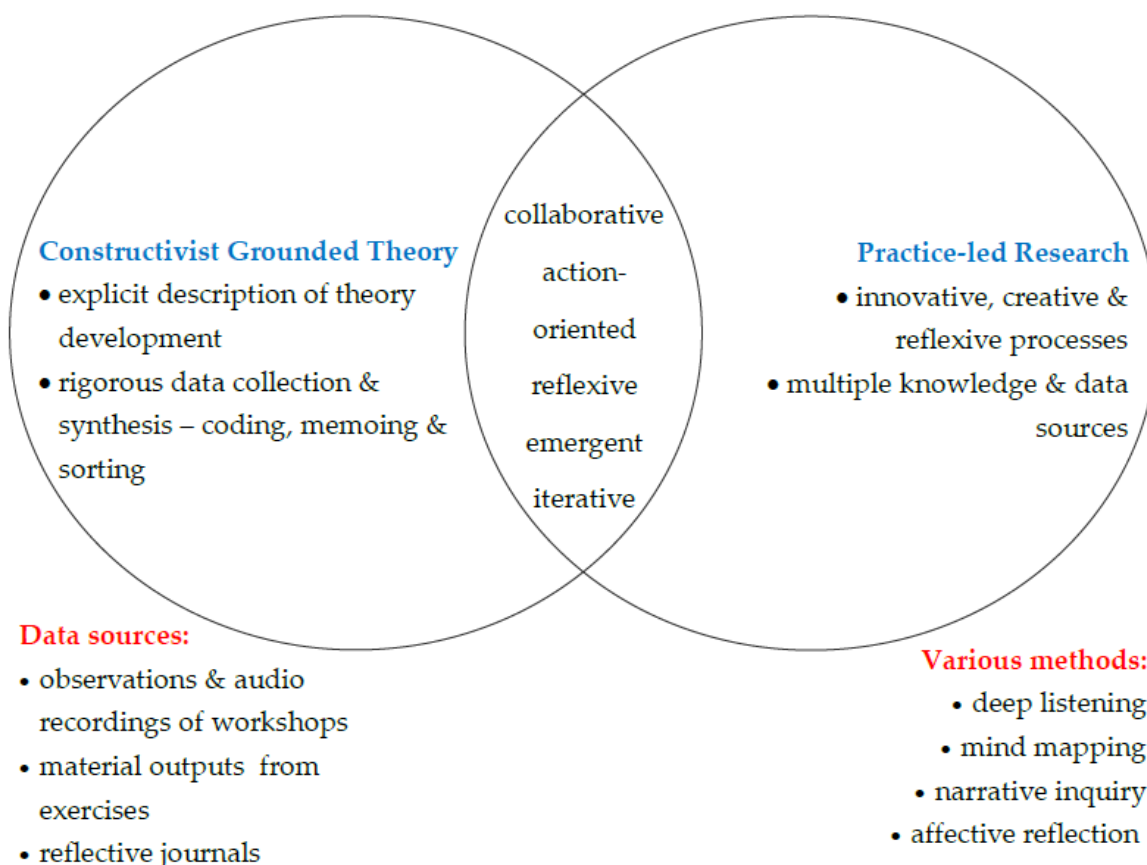 Constructivist Grounded Theory
• explicit description of theory
development
• rigorous data collection &
synthesis – coding, memoing &
sorting
collaborative
action-
oriented
reflexive
emergent
iterative
Practice-led Research
• innovative, creative &
reflexive processes
• multiple knowledge & data
sources
Data sources:
• observations & audio
recordings of workshops
• material outputs from
exercises
• reflective journals
Various methods:
• deep listening
• mind mapping
• narrative inquiry
• affective reflection